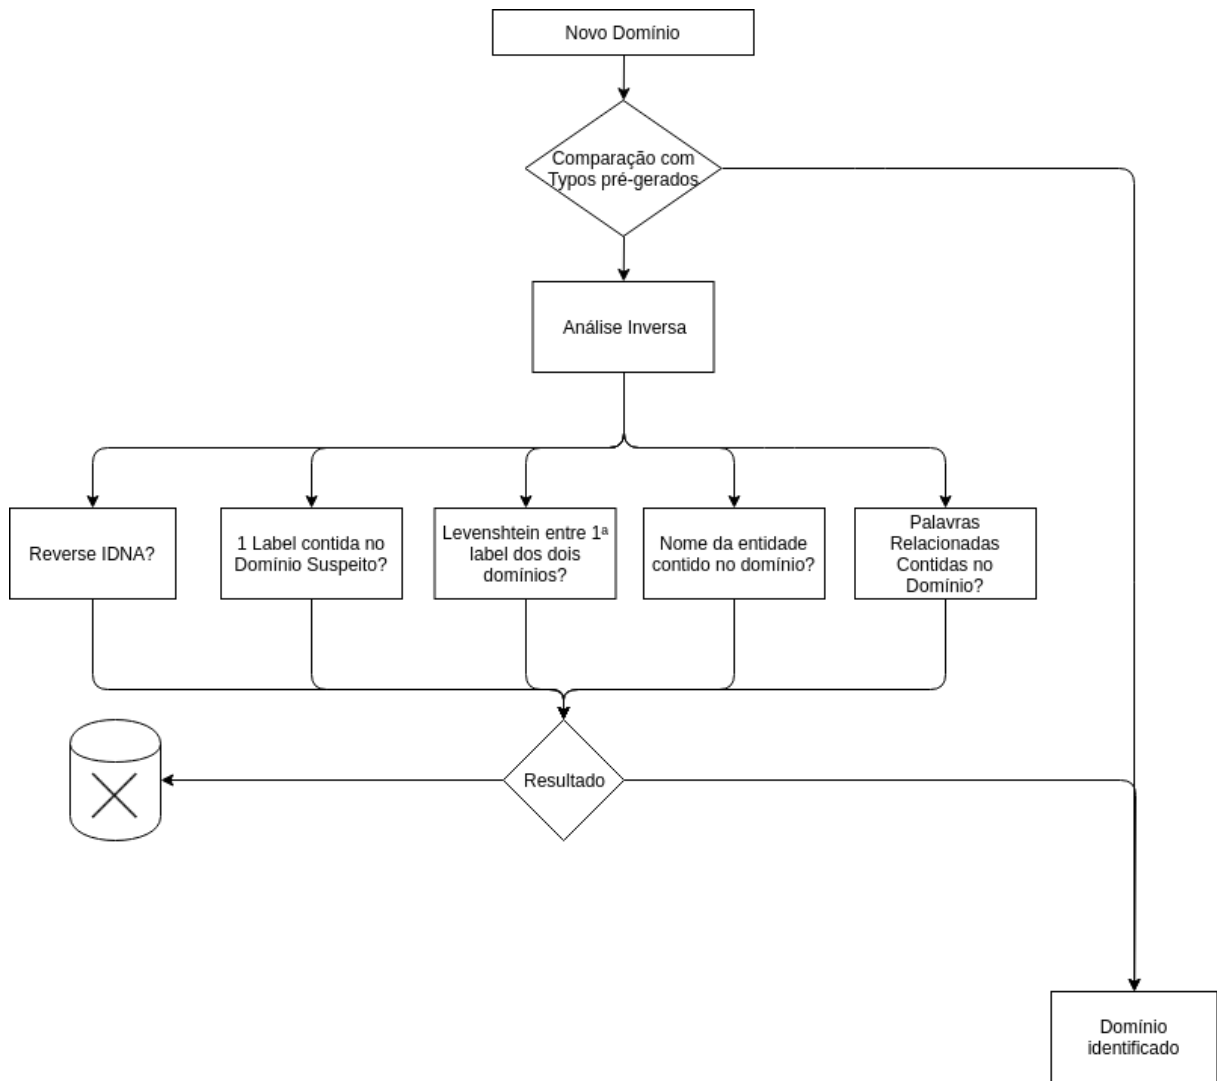 Novo Domínio
Comparação com
Typos pré-gerados
Análise Inversa
Reverse IDNA?
1 Label contida no
Domínio Suspeito?
Levenshtein entre 1ª
label dos dois
domínios?
Nome da entidade
contido no domínio?
Palavras
Relacionadas
Contidas no
Domínio?
Resultado
Domínio
identificado